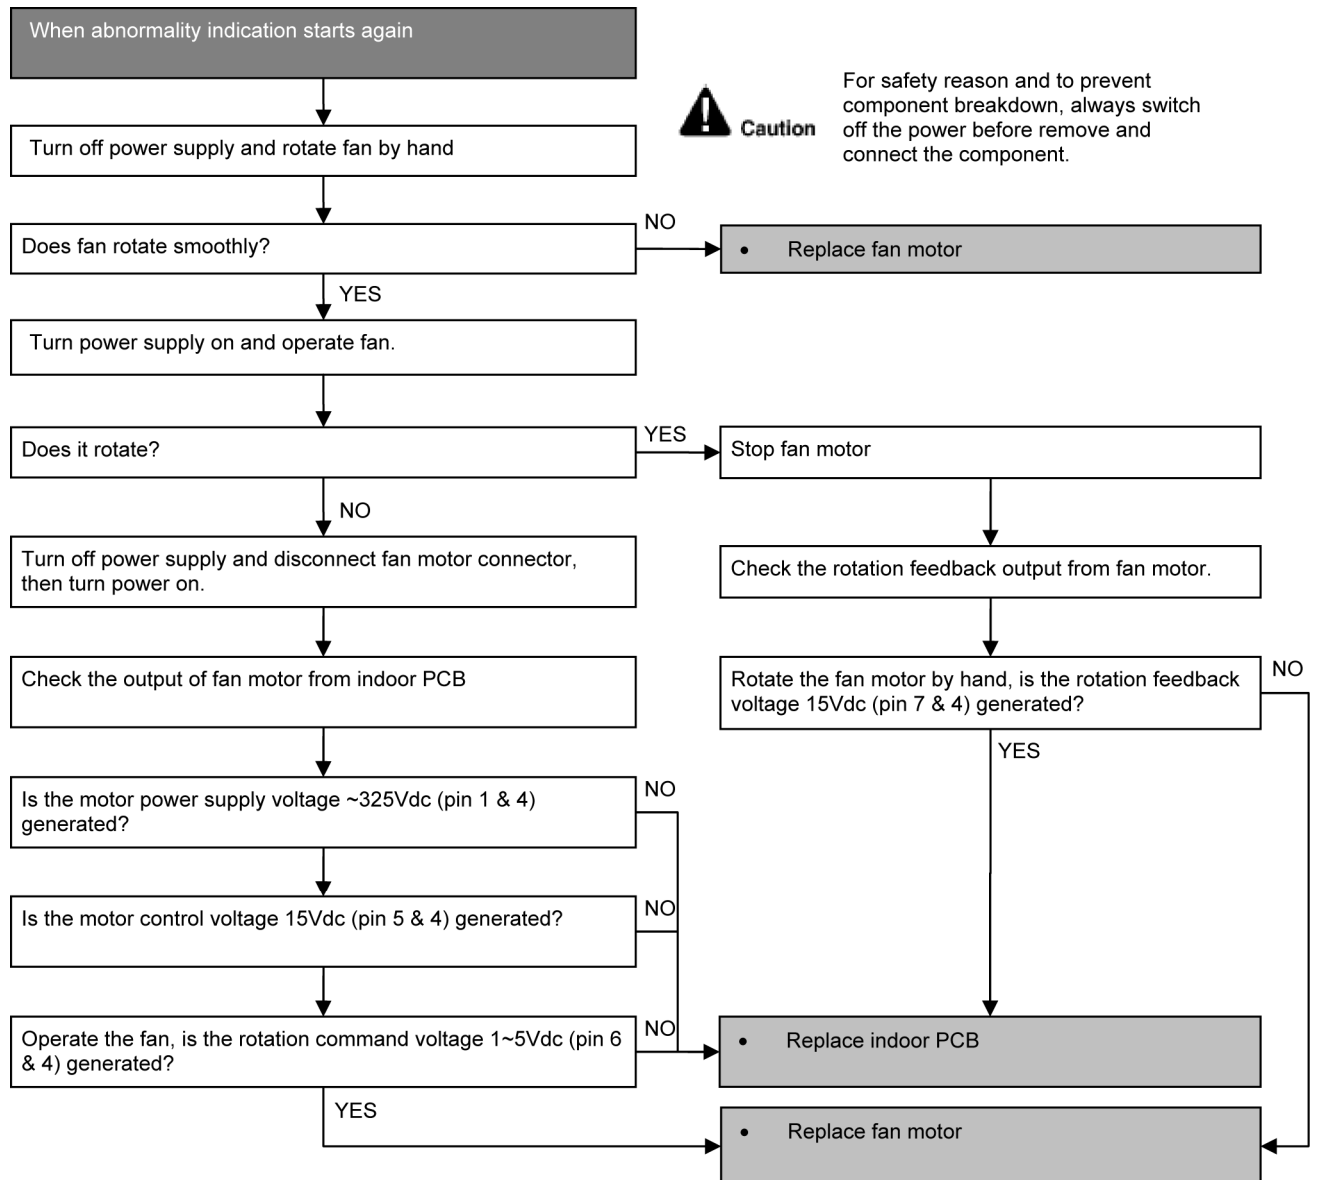 When abnormality indication starts again
For safety reason and to prevent
component breakdown, always switch
off the power before remove and
connect the component.
Caution
Turn off power supply and rotate fan by hand
Does fan rotate smoothly?
NO
• Replace fan motor
YES
Turn power supply on and operate fan.
Does it rotate?
YES
Stop fan motor
NO
Turn off power supply and disconnect fan motor connector,
then turn power on.
Check the rotation feedback output from fan motor.
Check the output of fan motor from indoor PCB
Rotate the fan motor by hand, is the rotation feedback
voltage 15Vdc (pin 7 & 4) generated?
NO
YES
Is the motor power supply voltage ~325Vdc (pin 1 & 4)
generated?
NO
Is the motor control voltage 15Vdc (pin 5 & 4) generated?
NO
Operate the fan, is the rotation command voltage 1~5Vdc (pin 6
& 4) generated?
NO
• Replace indoor PCB
YES
• Replace fan motor